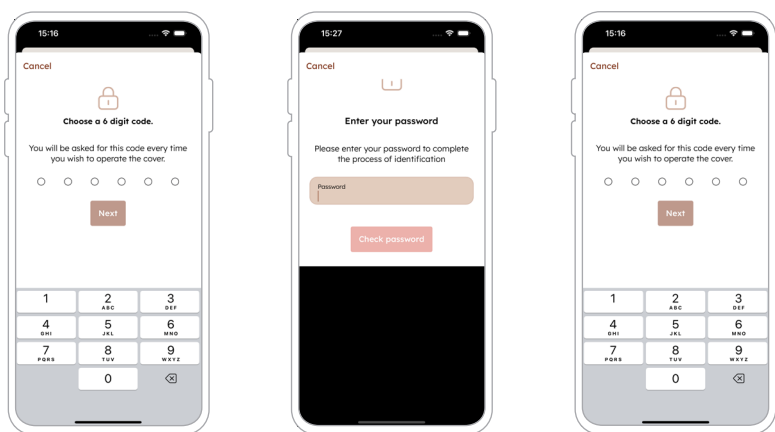 15:16
Cancel
Choose a 6 digit code.
You will be asked for this code every time
you wish to operate the cover.
Next
1
2
ABC
3
DEF
4
GHI
5
JKL
6
MNO
7
PQRS
8
TUV
9
WXYZ
0
15:27
Cancel
Enter your password
Please enter your password to complete
the process of identification
Password
Check password
15:16
Cancel
Choose a 6 digit code.
You will be asked for this code every time
you wish to operate the cover.
Next
1
2
ABC
3
DEF
4
GHI
5
JKL
6
MNO
7
PQRS
8
TUV
9
WXYZ
0